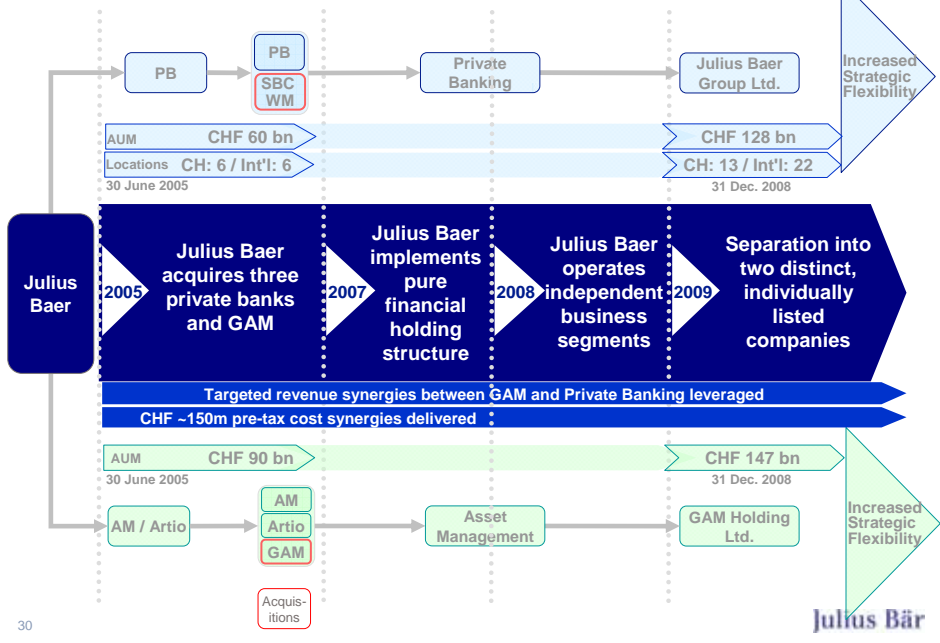 PB
PB
SBC
WM
Private
Banking
Julius Baer
Group Ltd.
Increased
Strategic
Flexibility
AUM CHF 60 bn
CHF 128 bn
Locations CH: 6 / Int'l: 6
CH: 13 / Int'l: 22
30 June 2005
31 Dec. 2008
Julius
Baer
2005
Julius Baer
acquires three
private banks
and GAM
2007
Julius Baer
implements
pure
financial
holding
structure
2008
Julius Baer
operates
independent
business
segments
2009
Separation into
two distinct,
individually
listed
companies
Targeted revenue synergies between GAM and Private Banking leveraged
CHF ~150m pre-tax cost synergies delivered
AUM CHF 90 bn
CHF 147 bn
30 June 2005
31 Dec. 2008
AM / Artio
AM
Artio
GAM
Asset
Management
GAM Holding
Ltd.
Increased
Strategic
Flexibility
Acquis-
itions
30
Julius Bär